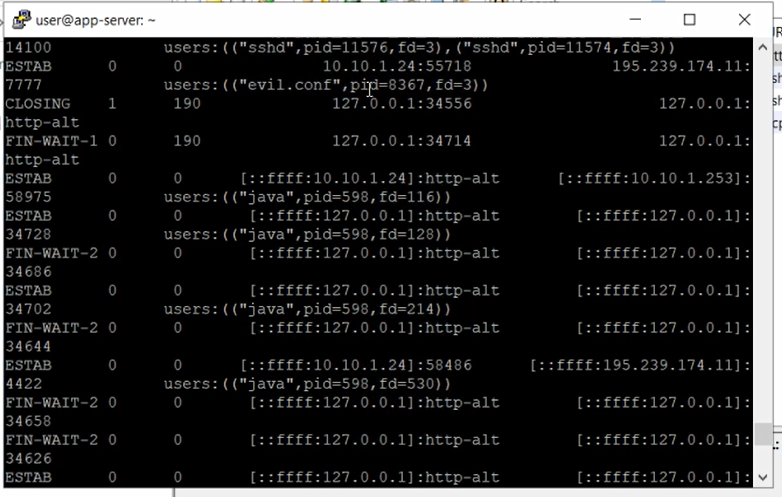 user@app-server: ~
14100 users:(("sshd",pid=11576,fd=3),("sshd",pid=11574,fd=3))
ESTAB 0 0 10.10.1.24:55718 195.239.174.11:
7777 users:(("evil.conf",pid=8367,fd=3))
CLOSING 1 190 127.0.0.1:34556 127.0.0.1:
http-alt
FIN-WAIT-1 0 190 127.0.0.1:34714 127.0.0.1:
http-alt
ESTAB 0 0 [::ffff:10.10.1.24]:http-alt [::ffff:10.10.1.253]:
58975 users:(("java",pid=598,fd=116))
ESTAB 0 0 [::ffff:127.0.0.1]:http-alt [::ffff:127.0.0.1]:
34728 users:(("java",pid=598,fd=128))
FIN-WAIT-2 0 0 [::ffff:127.0.0.1]:http-alt [::ffff:127.0.0.1]:
34686
ESTAB 0 0 [::ffff:127.0.0.1]:http-alt [::ffff:127.0.0.1]:
34702 users:(("java",pid=598,fd=214))
FIN-WAIT-2 0 0 [::ffff:127.0.0.1]:http-alt [::ffff:127.0.0.1]:
34644
ESTAB 0 0 [::ffff:10.10.1.24]:58486 [::ffff:195.239.174.11]:
4422 users:(("java",pid=598,fd=530))
FIN-WAIT-2 0 0 [::ffff:127.0.0.1]:http-alt [::ffff:127.0.0.1]:
34658
FIN-WAIT-2 0 0 [::ffff:127.0.0.1]:http-alt [::ffff:127.0.0.1]:
34626
ESTAB 0 0 [::ffff:127.0.0.1]:http-alt [::ffff:127.0.0.1]: